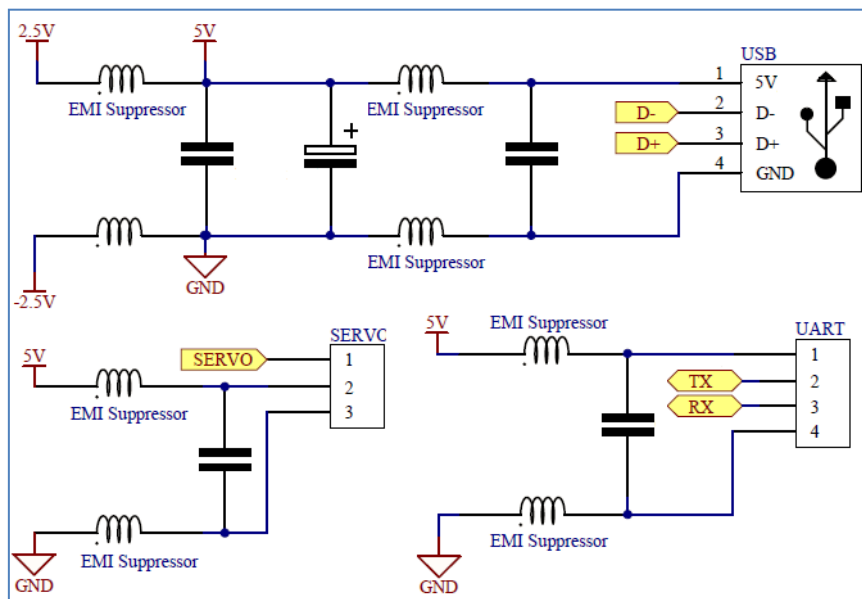 2.5V
5V
USB
EMI Suppressor
EMI Suppressor
1
5V
D-
2
D-
D+
3
D+
4
GND
EMI Suppressor
GND
-2.5V
SERVO
5V
SERVO
1
2
3
EMI Suppressor
EMI Suppressor
GND
5V
EMI Suppressor
UART
1
TX
2
RX
3
4
EMI Suppressor
GND